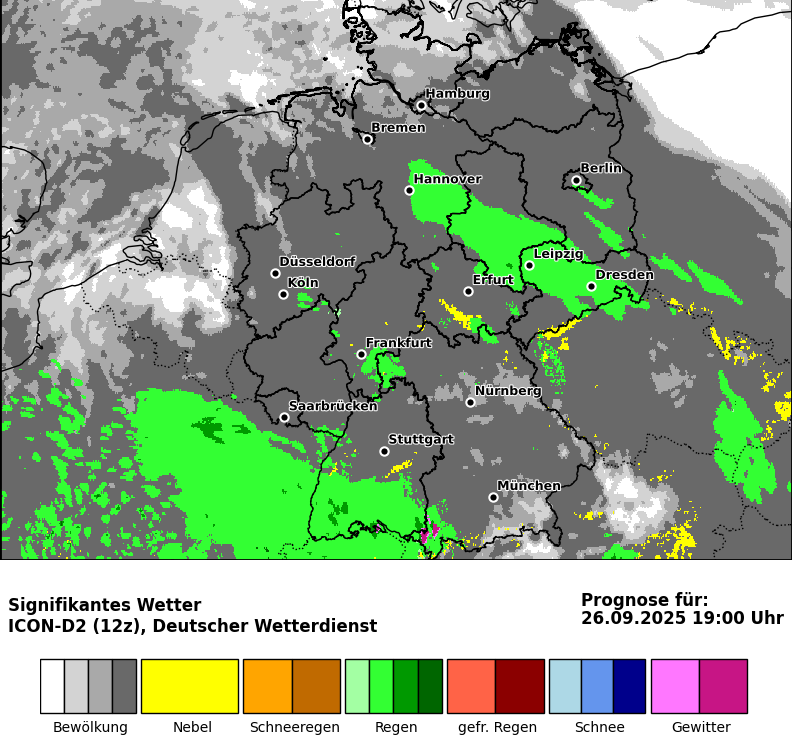 Hamburg
Bremen
Berlin
Hannover
Leipzig
Düsseldorf
Dresden
Erfurt
Köln
Frankfurt
Nürnberg
Saarbrücken
Stuttgart
München
Signifikantes Wetter
ICON-D2 (12z), Deutscher Wetterdienst
Prognose für:
26.09.2025 19:00 Uhr
Bewölkung Nebel Schneeregen Regen gefr. Regen Schnee Gewitter